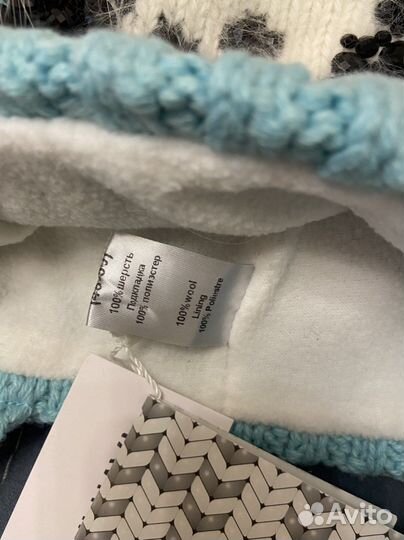 100%шерсть
Подкладка
100% полиэстер
100%wool
Lining
100% Poliestre
Avito